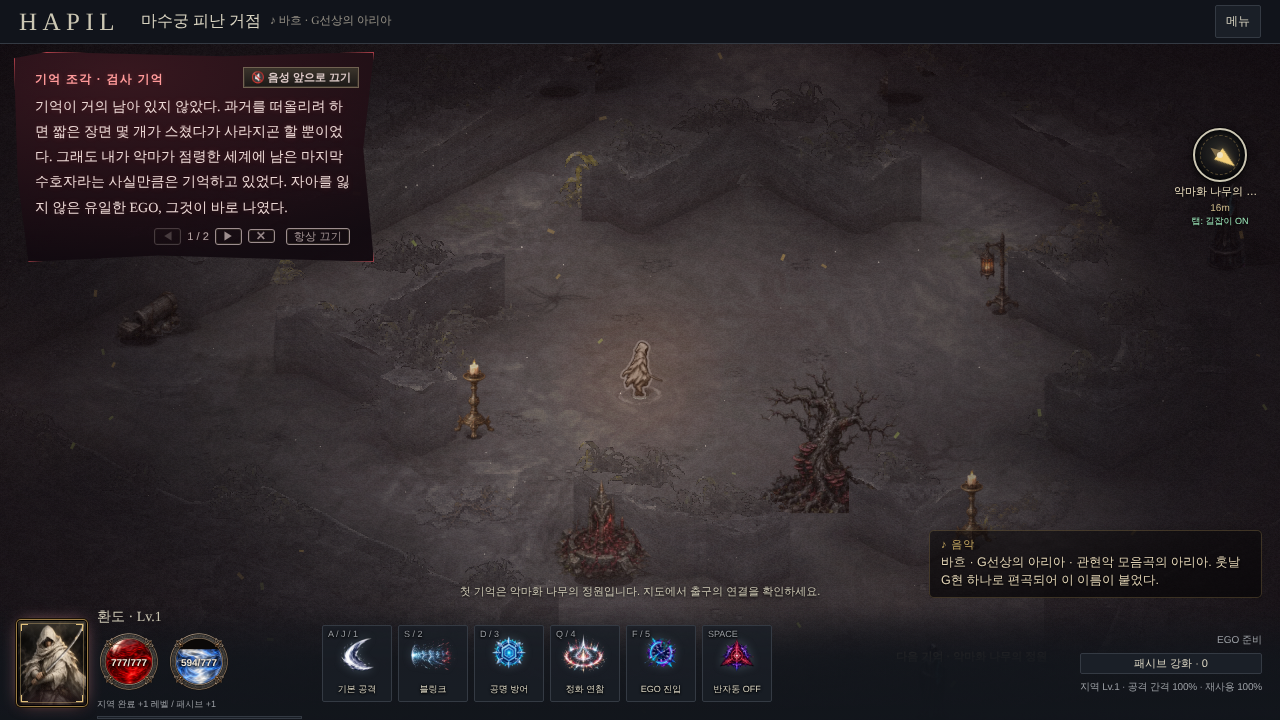 HAPIL 마수궁 피난 거점 ♪ 바흐 · G선상의 아리아 메뉴
기억 조각 · 검사 기억 🔇 음성 앞으로 끄기
기억이 거의 남아 있지 않았다. 과거를 떠올리려 하
면 짧은 장면 몇 개가 스쳤다가 사라지곤 할 뿐이었
다. 그래도 내가 악마가 점령한 세계에 남은 마지막
수호자라는 사실만큼은 기억하고 있었다. 자아를 잃
지 않은 유일한 EGO, 그것이 바로 나였다.
◀ 1 / 2 ▶ ✕ 항상 끄기
악마화 나무의 …
16m
탭: 길잡이 ON
♪ 음악
바흐 · G선상의 아리아 · 관현악 모음곡의 아리아. 훗날
G현 하나로 편곡되어 이 이름이 붙었다.
첫 기억은 악마화 나무의 정원입니다. 지도에서 출구의 연결을 확인하세요.
환도 · Lv.1
777/777 594/777
지역 완료 +1 레벨 / 패시브 +1
A / J / 1 S / 2 D / 3 Q / 4 F / 5 SPACE
기본 공격 블링크 공명 방어 정화 연참 EGO 진입 반자동 OFF
EGO 준비
패시브 강화 · 0
지역 Lv.1 · 공격 간격 100% · 재사용 100%